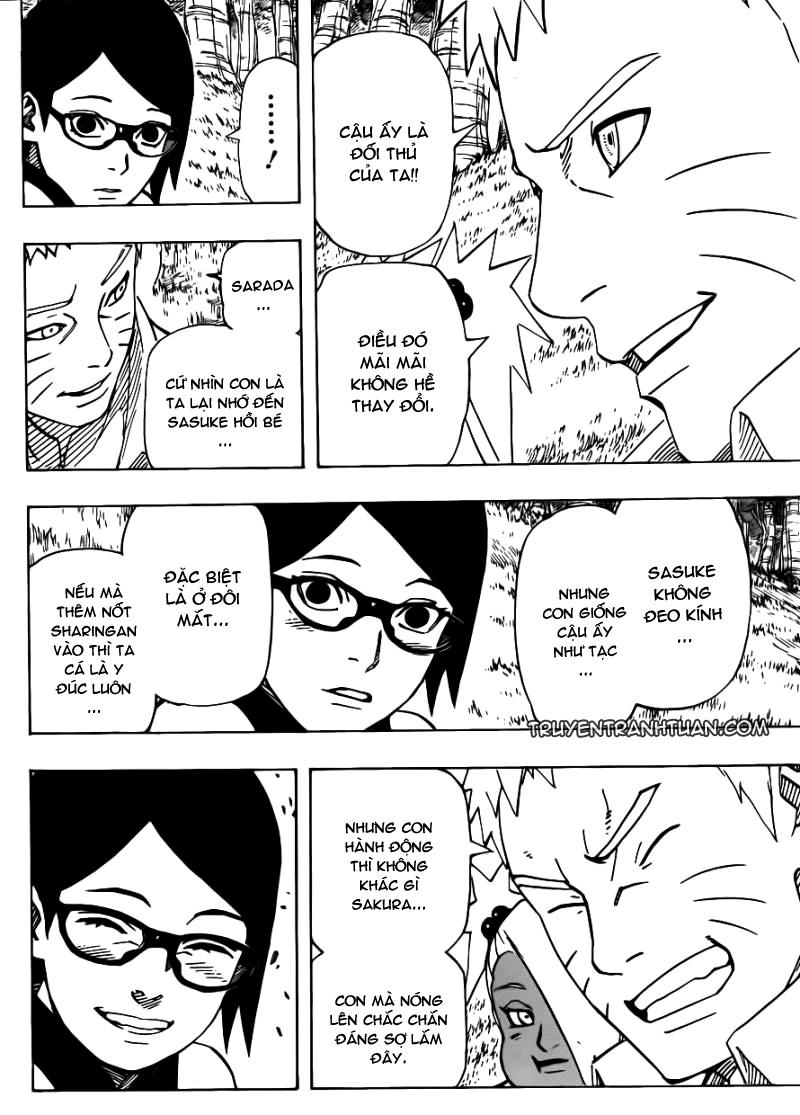 CẬU ẤY LÀ
ĐỐI THỦ
CỦA TA!!
ĐIỀU ĐÓ
MÃI MÃI
KHÔNG HỀ
THAY ĐỔI.
......!
SARADA
...
CỨ NHÌN CON LÀ
TA LẠI NHỚ ĐẾN
SASUKE HỒI BÉ
...
SASUKE
KHÔNG
ĐEO KÍNH
...
NHƯNG
CON GIỐNG
CẬU ẤY
NHƯ TẠC
...
ĐẶC BIỆT
LÀ Ở ĐÔI
MẮT...
NẾU MÀ
THÊM NỐT
SHARINGAN
VÀO THÌ TA
CÁ LÀ Y
ĐÚC LUÔN
...
TRUYENTRANHTUAN.COM
NHƯNG CON
HÀNH ĐỘNG
THÌ KHÔNG
KHÁC GÌ
SAKURA...
CON MÀ NÓNG
LÊN CHẮC CHẮN
ĐÁNG SỢ LẮM
ĐÂY.